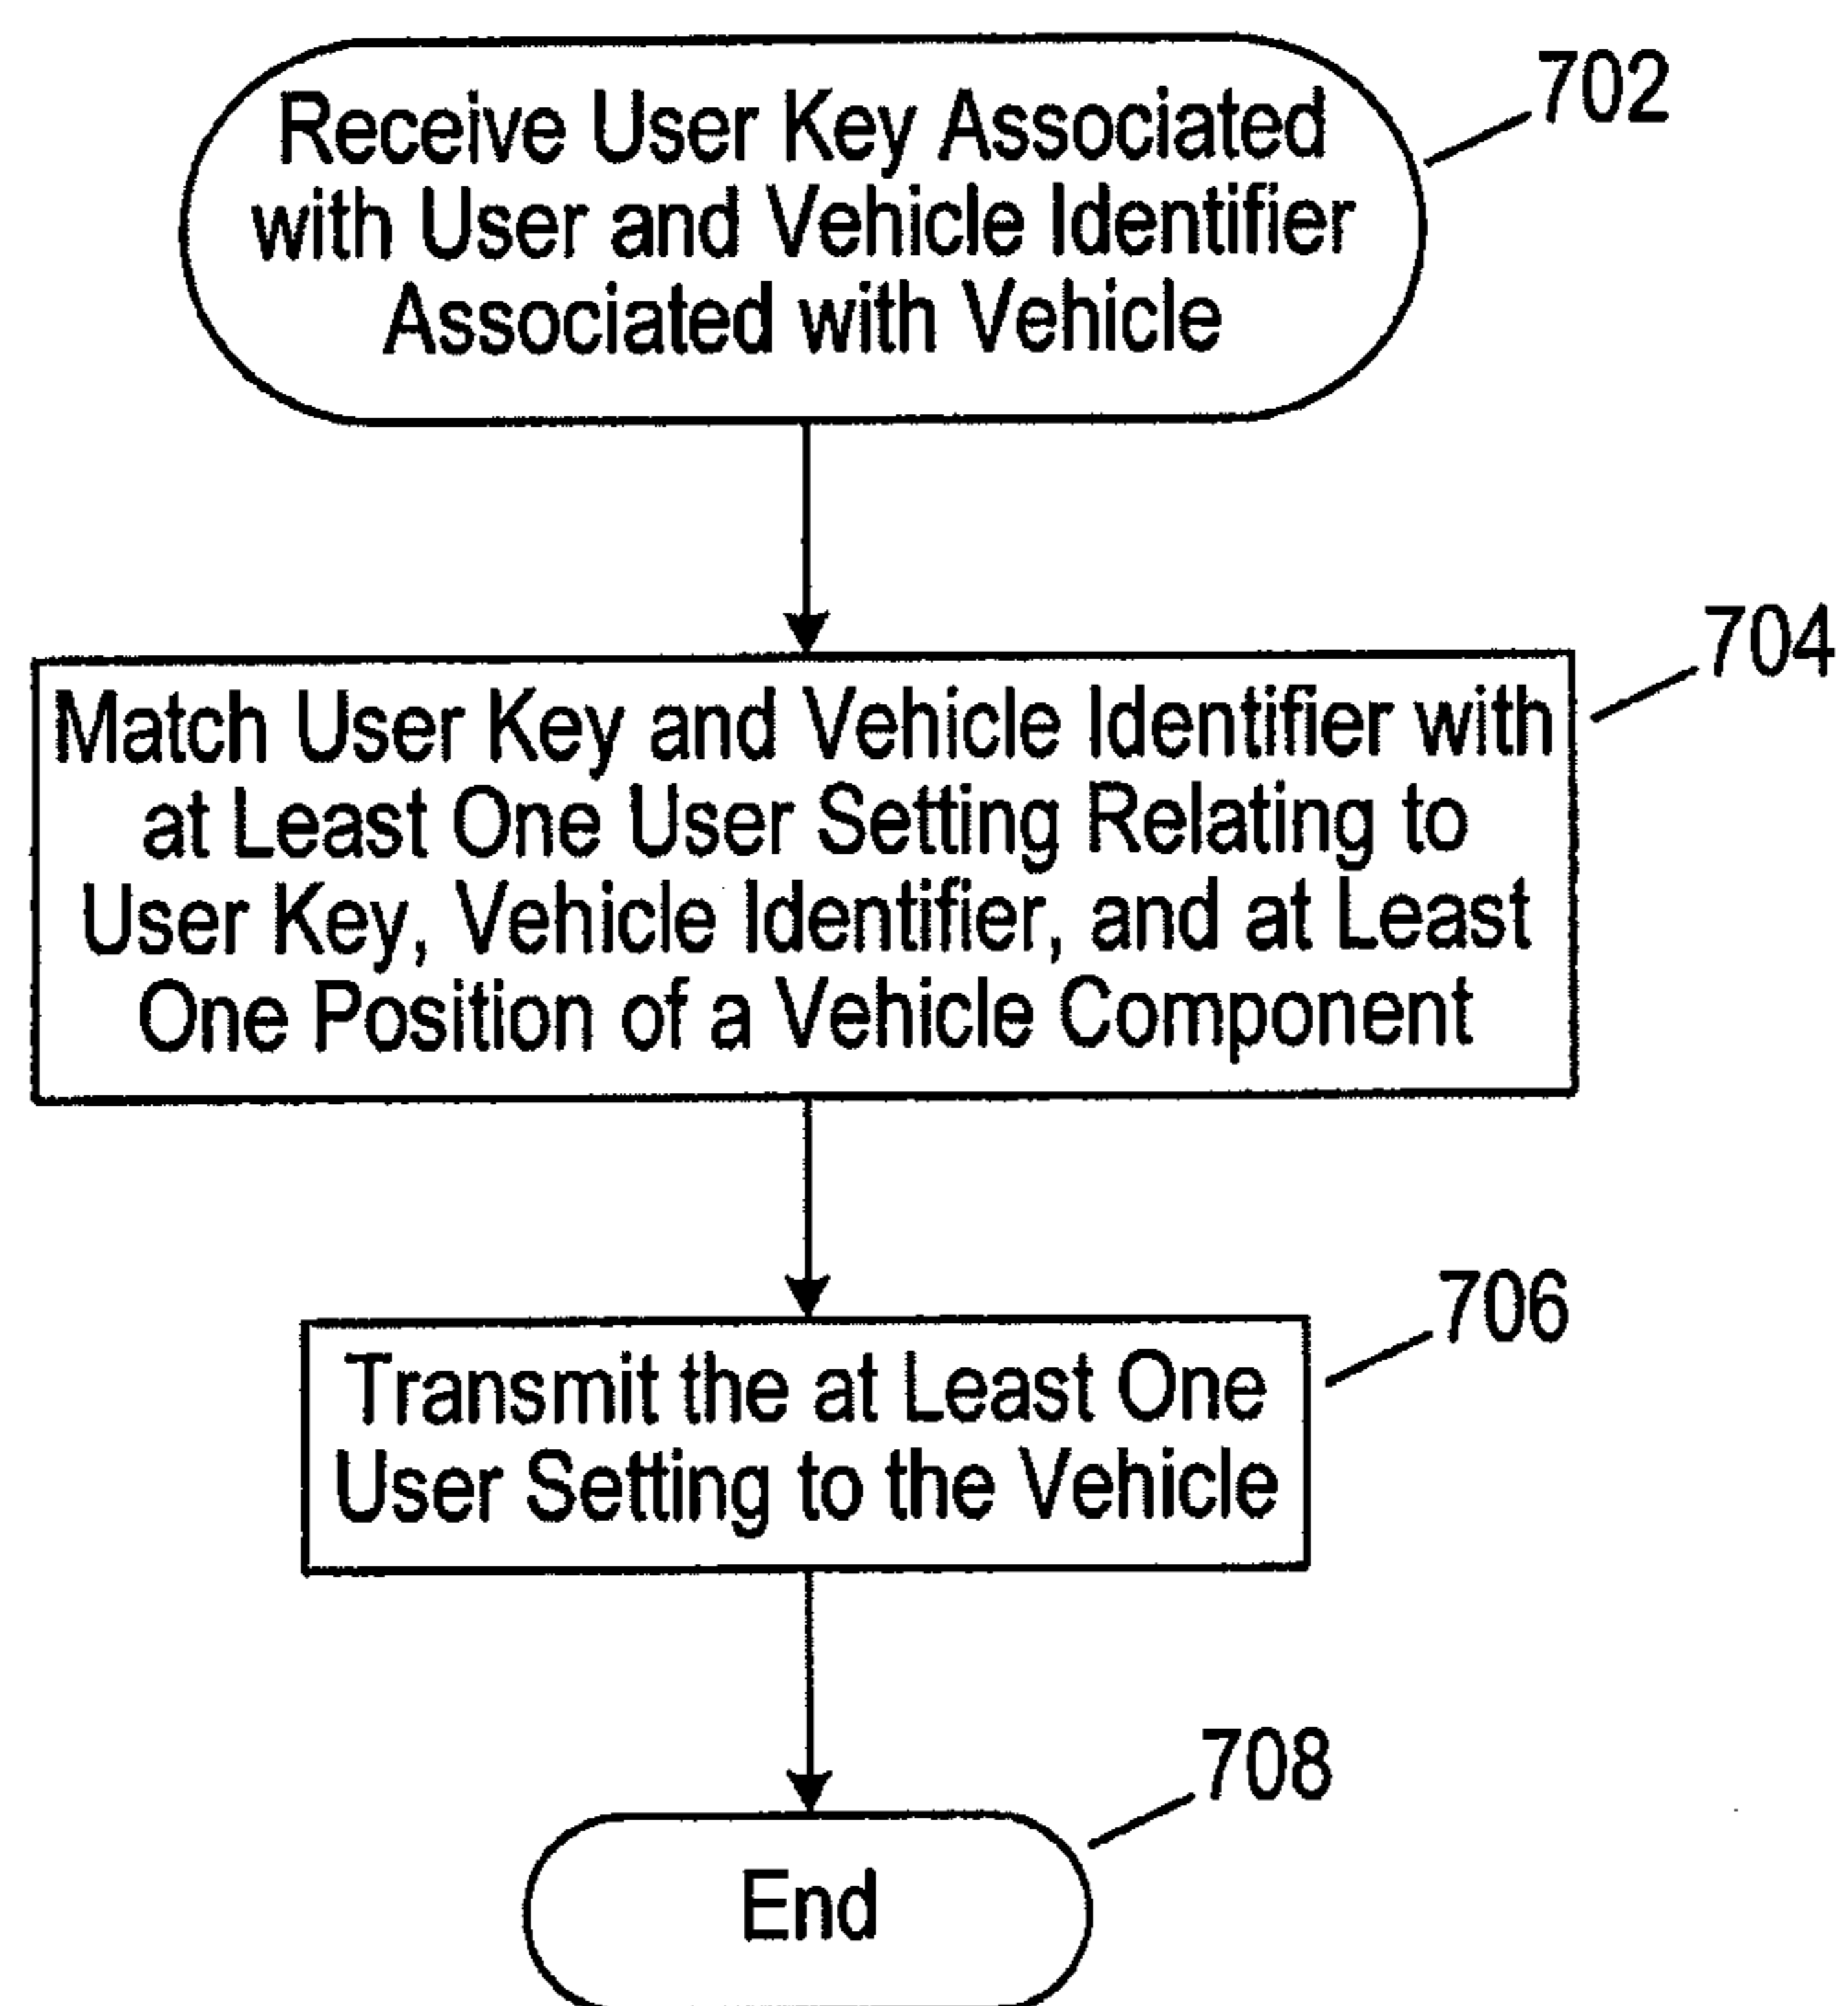 Receive User Key Associated
with User and Vehicle Identifier
Associated with Vehicle
702
Match User Key and Vehicle Identifier with
at Least One User Setting Relating to
User Key, Vehicle Identifier, and at Least
One Position of a Vehicle Component
704
Transmit the at Least One
User Setting to the Vehicle
706
End
708